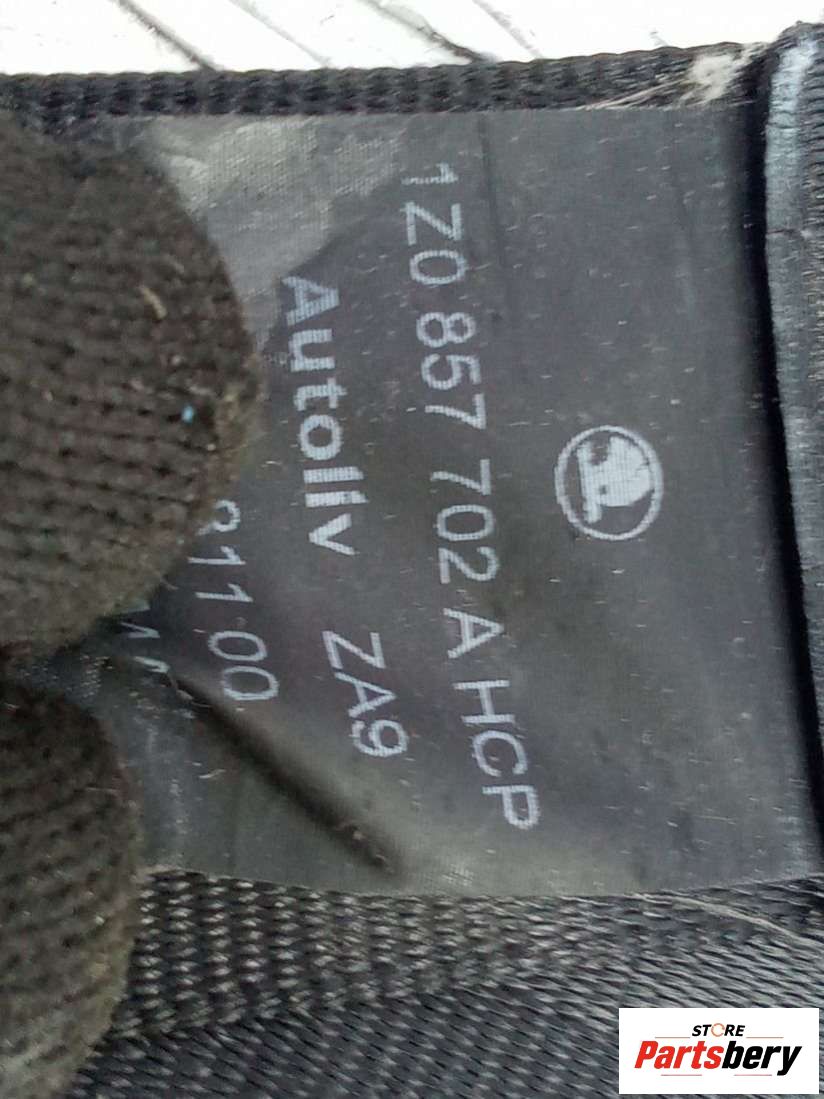 1Z0 857 702 A HCP
Autoliv ZA9
11 00
STORE
Partsbery